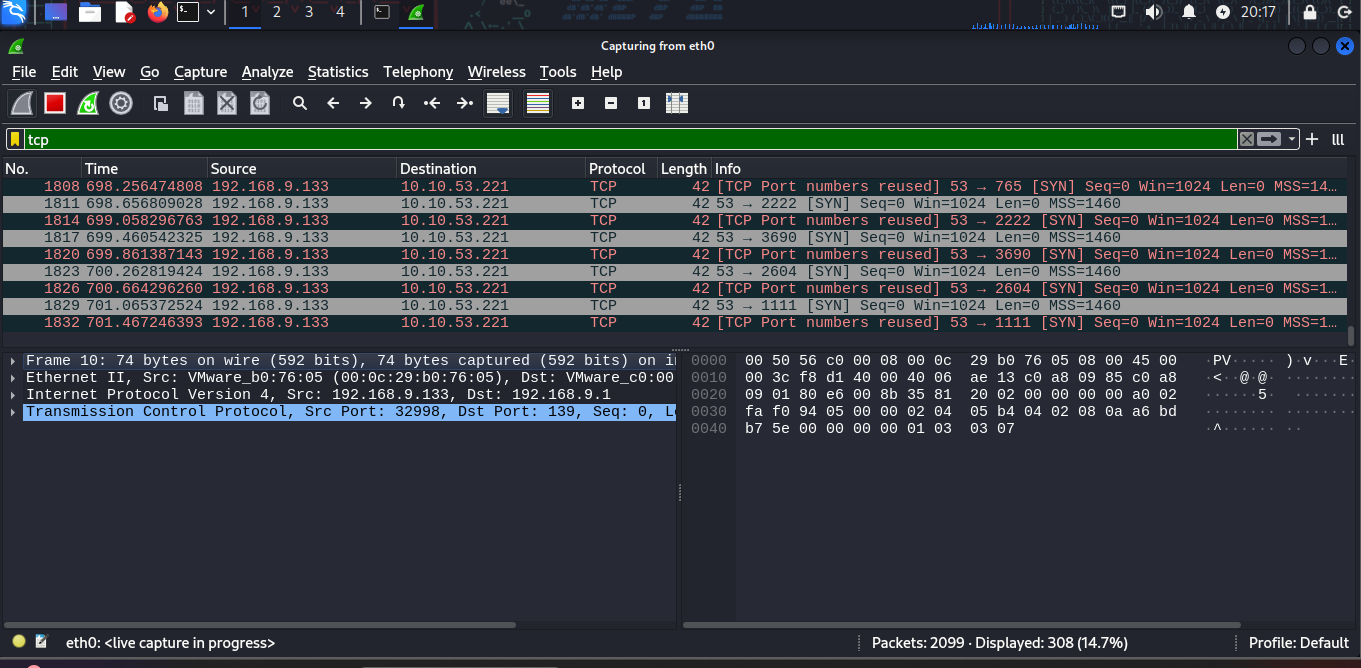 1 2 3 4 20:17
Capturing from eth0
File Edit View Go Capture Analyze Statistics Telephony Wireless Tools Help
tcp
No. Time Source Destination Protocol Length Info
1808 698.256474808 192.168.9.133 10.10.53.221 TCP 42 [TCP Port numbers reused] 53 → 765 [SYN] Seq=0 Win=1024 Len=0 MSS=14…
1811 698.656809028 192.168.9.133 10.10.53.221 TCP 42 53 → 2222 [SYN] Seq=0 Win=1024 Len=0 MSS=1460
1814 699.058296763 192.168.9.133 10.10.53.221 TCP 42 [TCP Port numbers reused] 53 → 2222 [SYN] Seq=0 Win=1024 Len=0 MSS=1…
1817 699.460542325 192.168.9.133 10.10.53.221 TCP 42 53 → 3690 [SYN] Seq=0 Win=1024 Len=0 MSS=1460
1820 699.861387143 192.168.9.133 10.10.53.221 TCP 42 [TCP Port numbers reused] 53 → 3690 [SYN] Seq=0 Win=1024 Len=0 MSS=1…
1823 700.262819424 192.168.9.133 10.10.53.221 TCP 42 53 → 2604 [SYN] Seq=0 Win=1024 Len=0 MSS=1460
1826 700.664296260 192.168.9.133 10.10.53.221 TCP 42 [TCP Port numbers reused] 53 → 2604 [SYN] Seq=0 Win=1024 Len=0 MSS=1…
1829 701.065372524 192.168.9.133 10.10.53.221 TCP 42 53 → 1111 [SYN] Seq=0 Win=1024 Len=0 MSS=1460
1832 701.467246393 192.168.9.133 10.10.53.221 TCP 42 [TCP Port numbers reused] 53 → 1111 [SYN] Seq=0 Win=1024 Len=0 MSS=1…
Frame 10: 74 bytes on wire (592 bits), 74 bytes captured (592 bits) on i
Ethernet II, Src: VMware_b0:76:05 (00:0c:29:b0:76:05), Dst: VMware_c0:00
Internet Protocol Version 4, Src: 192.168.9.133, Dst: 192.168.9.1
Transmission Control Protocol, Src Port: 32998, Dst Port: 139, Seq: 0, L
0000 00 50 56 c0 00 08 00 0c 29 b0 76 05 08 00 45 00 ·PV····· )·v···E·
0010 00 3c f8 d1 40 00 40 06 ae 13 c0 a8 09 85 c0 a8 ·<··@·@· ········
0020 09 01 80 e6 00 8b 35 81 20 02 00 00 00 00 a0 02 ······5· ·······
0030 fa f0 94 05 00 00 02 04 05 b4 04 02 08 0a a6 bd ········ ········
0040 b7 5e 00 00 00 00 01 03 03 07 ·^······ ··
eth0: <live capture in progress> Packets: 2099 · Displayed: 308 (14.7%) Profile: Default